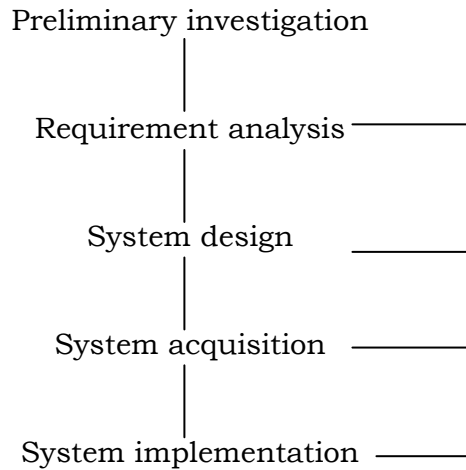 Preliminary investigation
Requirement analysis
System design
System acquisition
System implementation